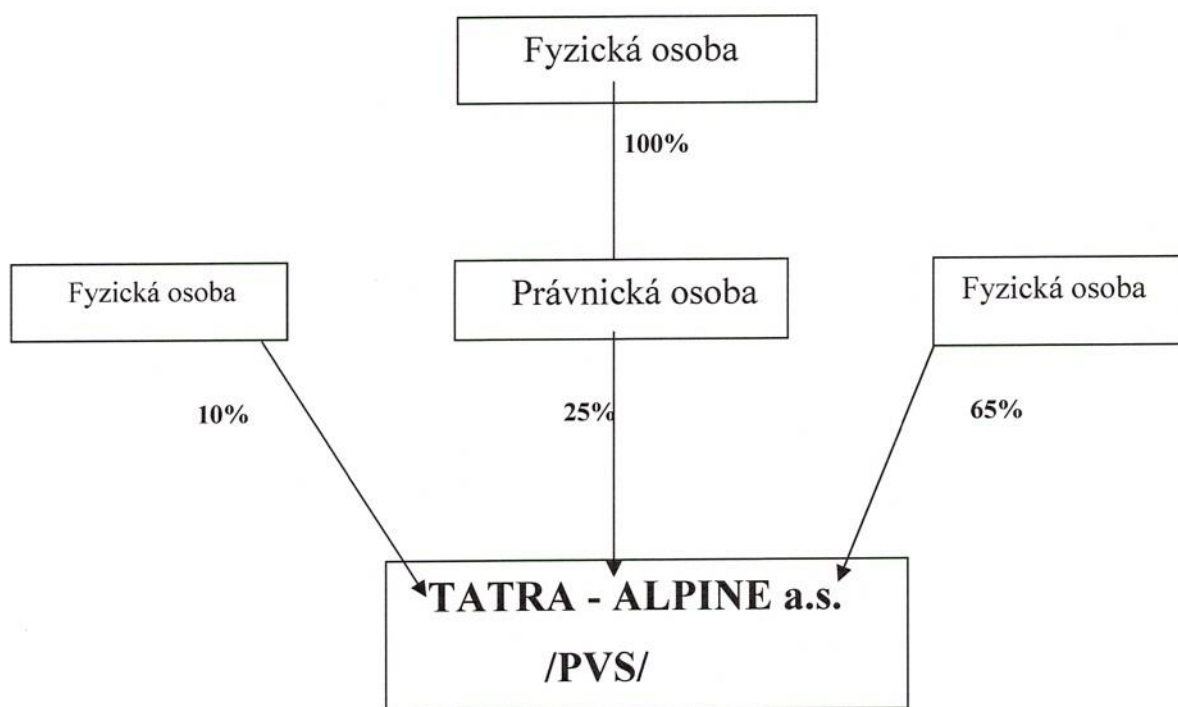 Fyzická osoba
100%
Fyzická osoba
Právnická osoba
Fyzická osoba
10%
25%
65%
TATRA - ALPINE a.s.
/PVS/